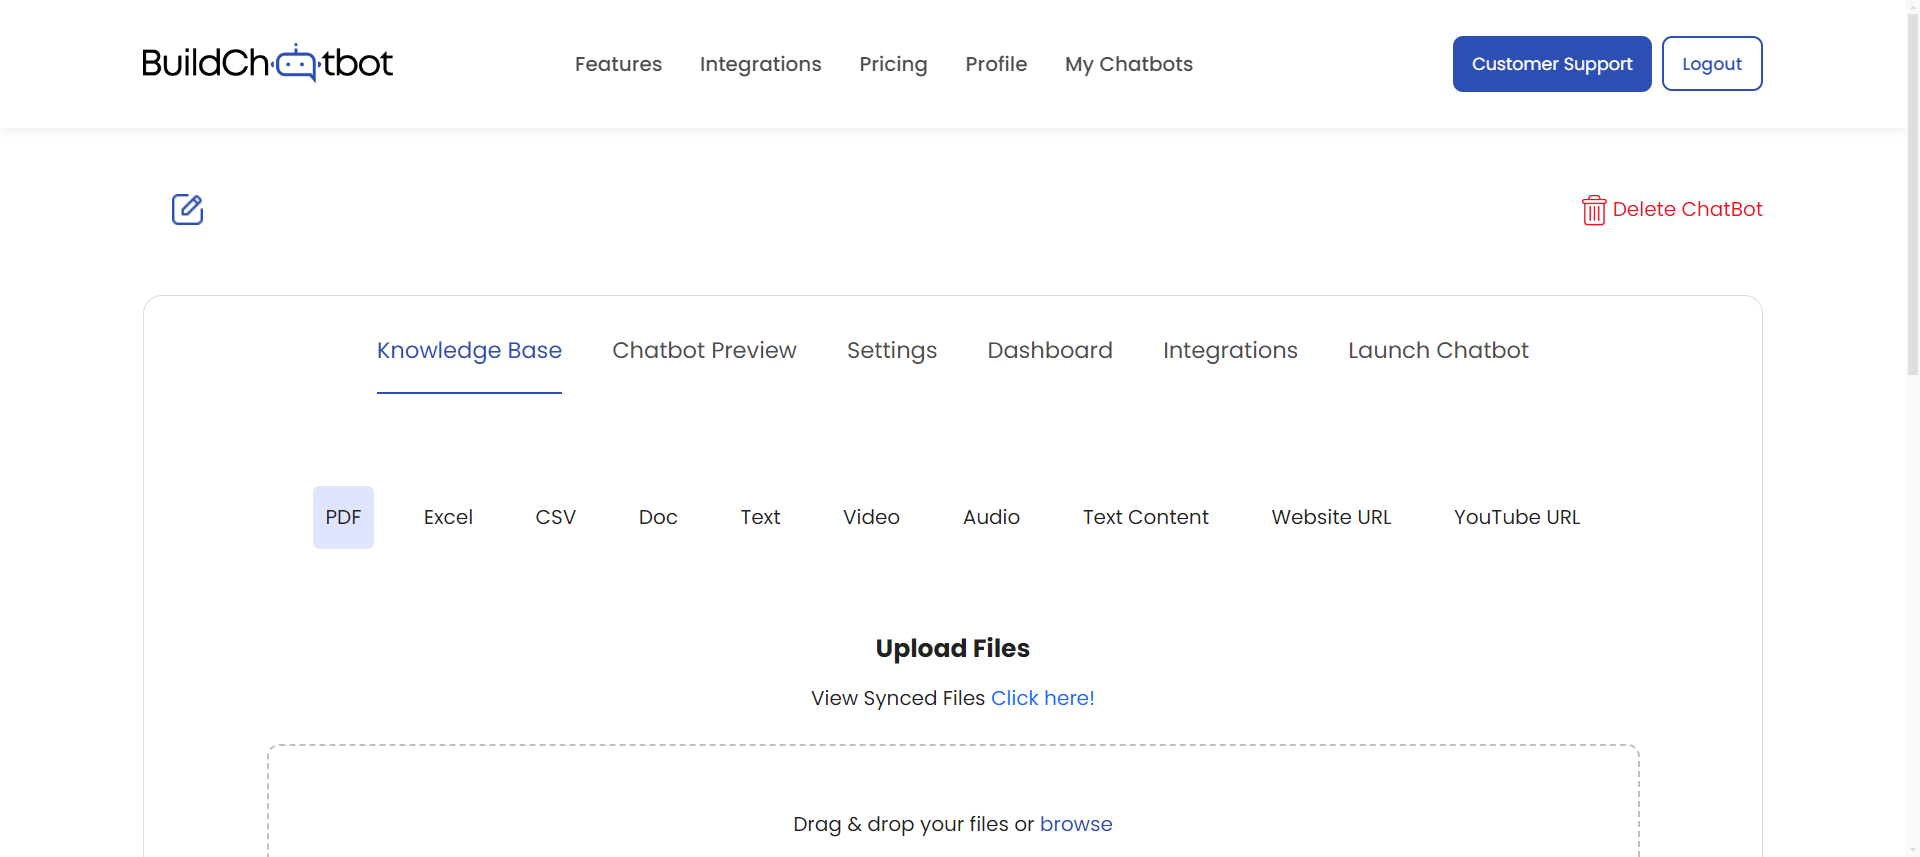 BuildChatbot
Features Integrations Pricing Profile My Chatbots
Customer Support Logout
Delete ChatBot
Knowledge Base Chatbot Preview Settings Dashboard Integrations Launch Chatbot
PDF Excel CSV Doc Text Video Audio Text Content Website URL YouTube URL
Upload Files
View Synced Files Click here!
Drag & drop your files or browse